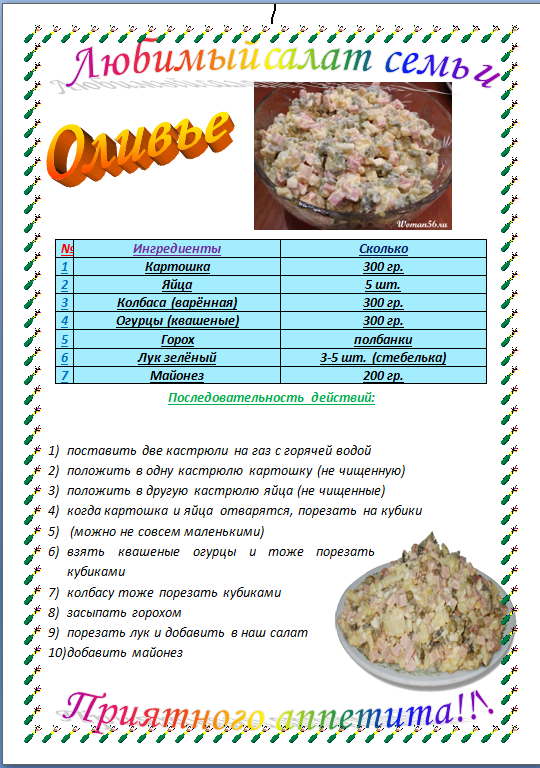 Любимый салат семьи
Оливье
Woman56.ru
№ Ингредиенты Сколько
1 Картошка 300 гр.
2 Яйца 5 шт.
3 Колбаса (варённая) 300 гр.
4 Огурцы (квашеные) 300 гр.
5 Горох полбанки
6 Лук зелёный 3-5 шт. (стебелька)
7 Майонез 200 гр.
Последовательность действий:
1) поставить две кастрюли на газ с горячей водой
2) положить в одну кастрюлю картошку (не чищенную)
3) положить в другую кастрюлю яйца (не чищенные)
4) когда картошка и яйца отварятся, порезать на кубики
5) (можно не совсем маленькими)
6) взять квашеные огурцы и тоже порезать
кубиками
7) колбасу тоже порезать кубиками
8) засыпать горохом
9) порезать лук и добавить в наш салат
10)добавить майонез
Приятного аппетита!!!.